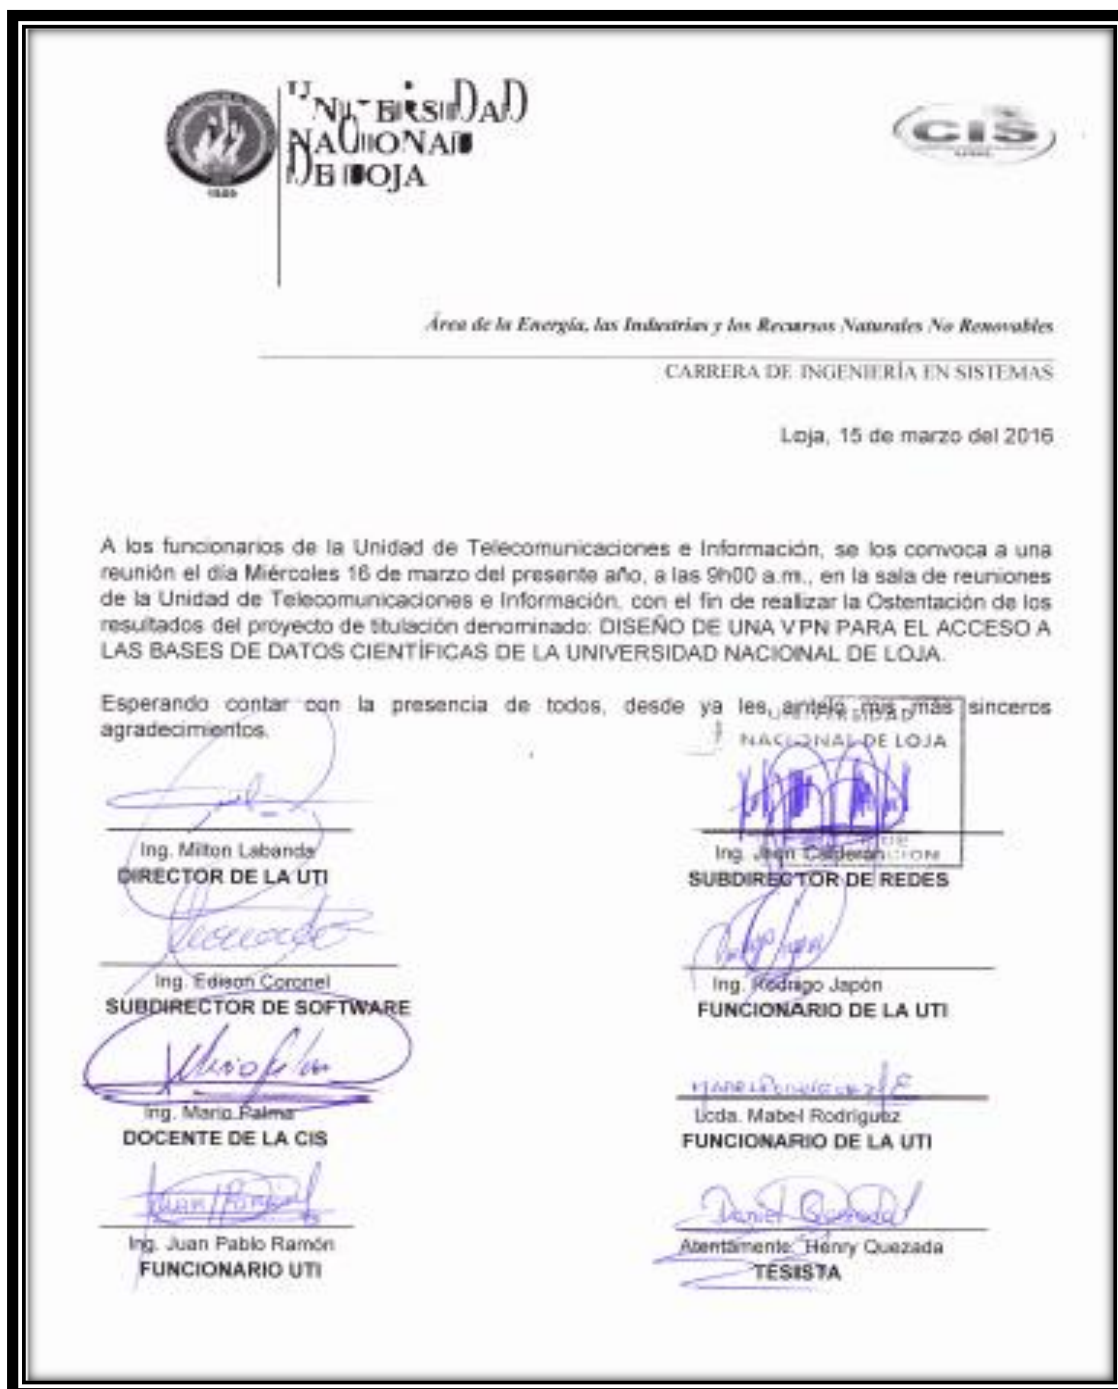 UNIVERSIDAD
NACIONAL
DE LOJA
1859
CIS
Área de la Energía, las Industrias y los Recursos Naturales No Renovables
CARRERA DE INGENIERÍA EN SISTEMAS
Loja, 15 de marzo del 2016
A los funcionarios de la Unidad de Telecomunicaciones e Información, se los convoca a una
reunión el día Miércoles 16 de marzo del presente año, a las 9h00 a.m., en la sala de reuniones
de la Unidad de Telecomunicaciones e Información, con el fin de realizar la Ostentación de los
resultados del proyecto de titulación denominado: DISEÑO DE UNA VPN PARA EL ACCESO A
LAS BASES DE DATOS CIENTÍFICAS DE LA UNIVERSIDAD NACIOINAL DE LOJA.
Esperando contar con la presencia de todos, desde ya les antelo mis más sinceros
agradecimientos.
UNIVERSIDAD
NACIONAL DE LOJA
Ing. Milton Labanda
DIRECTOR DE LA UTI
Ing. Jhon Calderon
SUBDIRECTOR DE REDES
Ing. Edison Coronel
SUBDIRECTOR DE SOFTWARE
Ing. Rodrigo Japón
FUNCIONARIO DE LA UTI
Ing. Mario Palma
DOCENTE DE LA CIS
Lcda. Mabel Rodríguez
FUNCIONARIO DE LA UTI
Ing. Juan Pablo Ramón
FUNCIONARIO UTI
Daniel Quezada
Atentamente: Henry Quezada
TESISTA